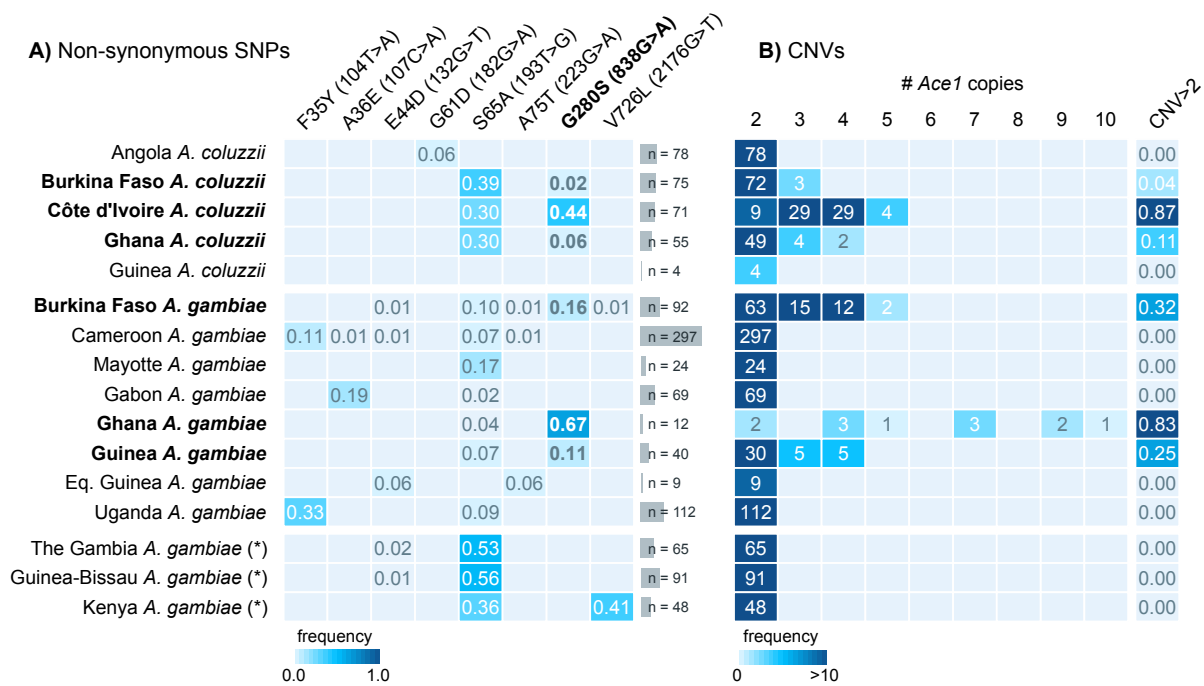 A) Non-synonymous SNPs
F35Y (104T>A)
A36E (107C>A)
E44D (132G>T)
G61D (182G>A)
S65A (193T>G)
A75T (223G>A)
G280S (838G>A)
V726L (2176G>T)
B) CNVs
# Ace1 copies
2 3 4 5 6 7 8 9 10 CNV>2
Angola A. coluzzii 0.06 n = 78 78 0.00
Burkina Faso A. coluzzii 0.39 0.02 n = 75 72 3 0.04
Côte d'Ivoire A. coluzzii 0.30 0.44 n = 71 9 29 29 4 0.87
Ghana A. coluzzii 0.30 0.06 n = 55 49 4 2 0.11
Guinea A. coluzzii n = 4 4 0.00
Burkina Faso A. gambiae 0.01 0.10 0.01 0.16 0.01 n = 92 63 15 12 2 0.32
Cameroon A. gambiae 0.11 0.01 0.01 0.07 0.01 n = 297 297 0.00
Mayotte A. gambiae 0.17 n = 24 24 0.00
Gabon A. gambiae 0.19 0.02 n = 69 69 0.00
Ghana A. gambiae 0.04 0.67 n = 12 2 3 1 3 2 1 0.83
Guinea A. gambiae 0.07 0.11 n = 40 30 5 5 0.25
Eq. Guinea A. gambiae 0.06 0.06 n = 9 9 0.00
Uganda A. gambiae 0.33 0.09 n = 112 112 0.00
The Gambia A. gambiae (*) 0.02 0.53 n = 65 65 0.00
Guinea-Bissau A. gambiae (*) 0.01 0.56 n = 91 91 0.00
Kenya A. gambiae (*) 0.36 0.41 n = 48 48 0.00
frequency
0.0 1.0
frequency
0 >10